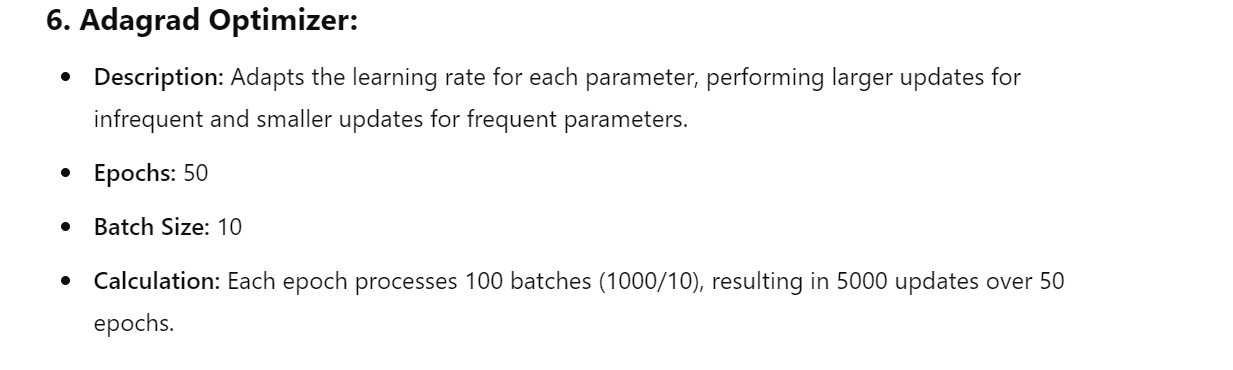 6. Adagrad Optimizer:
• Description: Adapts the learning rate for each parameter, performing larger updates for
infrequent and smaller updates for frequent parameters.
• Epochs: 50
• Batch Size: 10
• Calculation: Each epoch processes 100 batches (1000/10), resulting in 5000 updates over 50
epochs.